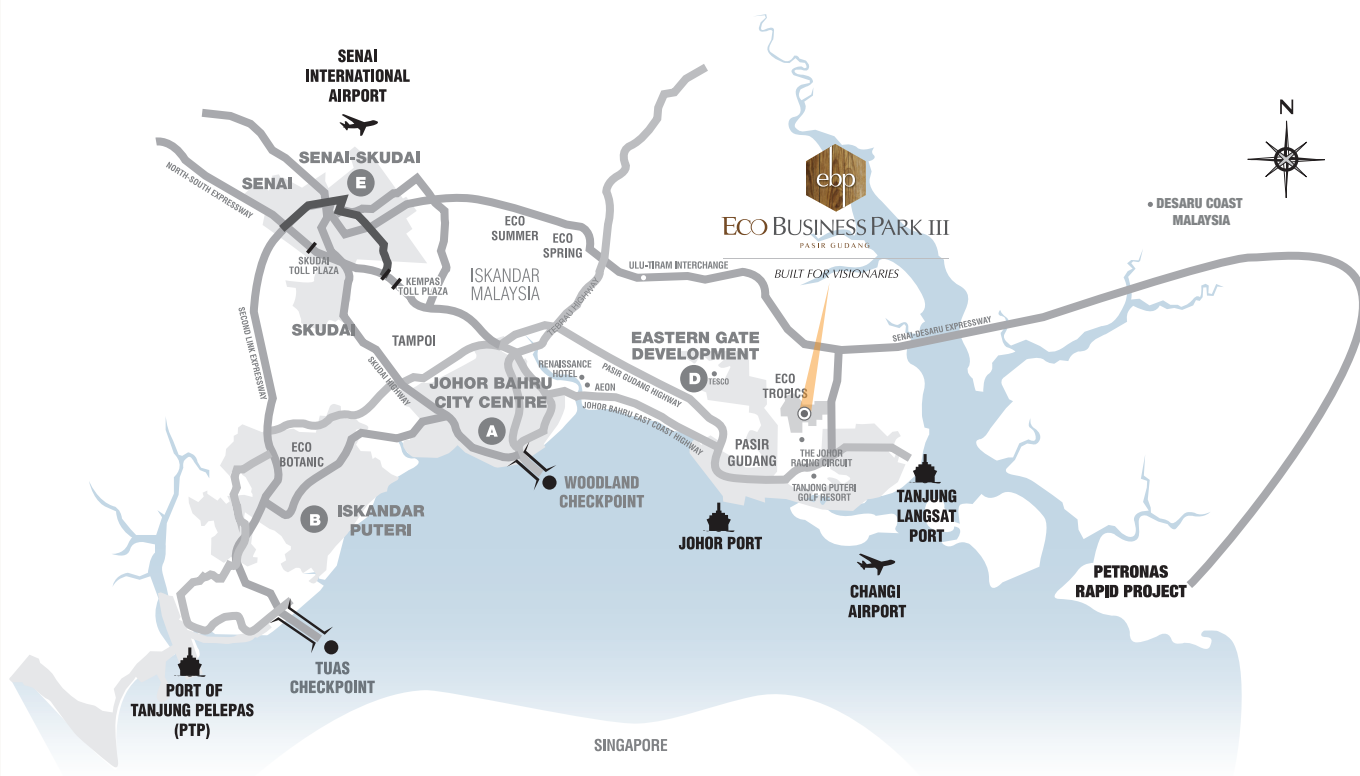 SENAI
INTERNATIONAL
AIRPORT
N
SENAI-SKUDAI
SENAI
E
NORTH-SOUTH EXPRESSWAY
ebp
ECO BUSINESS PARK III
PASIR GUDANG
BUILT FOR VISIONARIES
• DESARU COAST
MALAYSIA
ECO
SUMMER
ECO
SPRING
SKUDAI
TOLL PLAZA
KEMPAS
TOLL PLAZA
ISKANDAR
MALAYSIA
ULU-TIRAM INTERCHANGE
TEBRAU HIGHWAY
SENAI-DESARU EXPRESSWAY
SECOND LINK EXPRESSWAY
SKUDAI
TAMPOI
SKUDAI HIGHWAY
EASTERN GATE
DEVELOPMENT
D
TESCO
RENAISSANCE
HOTEL
AEON
PASIR GUDANG HIGHWAY
JOHOR BAHRU EAST COAST HIGHWAY
ECO
TROPICS
JOHOR BAHRU
CITY CENTRE
A
ECO
BOTANIC
PASIR
GUDANG
THE JOHOR
RACING CIRCUIT
TANJONG PUTERI
GOLF RESORT
WOODLAND
CHECKPOINT
B
ISKANDAR
PUTERI
JOHOR PORT
TANJUNG
LANGSAT
PORT
CHANGI
AIRPORT
PETRONAS
RAPID PROJECT
TUAS
CHECKPOINT
PORT OF
TANJUNG PELEPAS
(PTP)
SINGAPORE